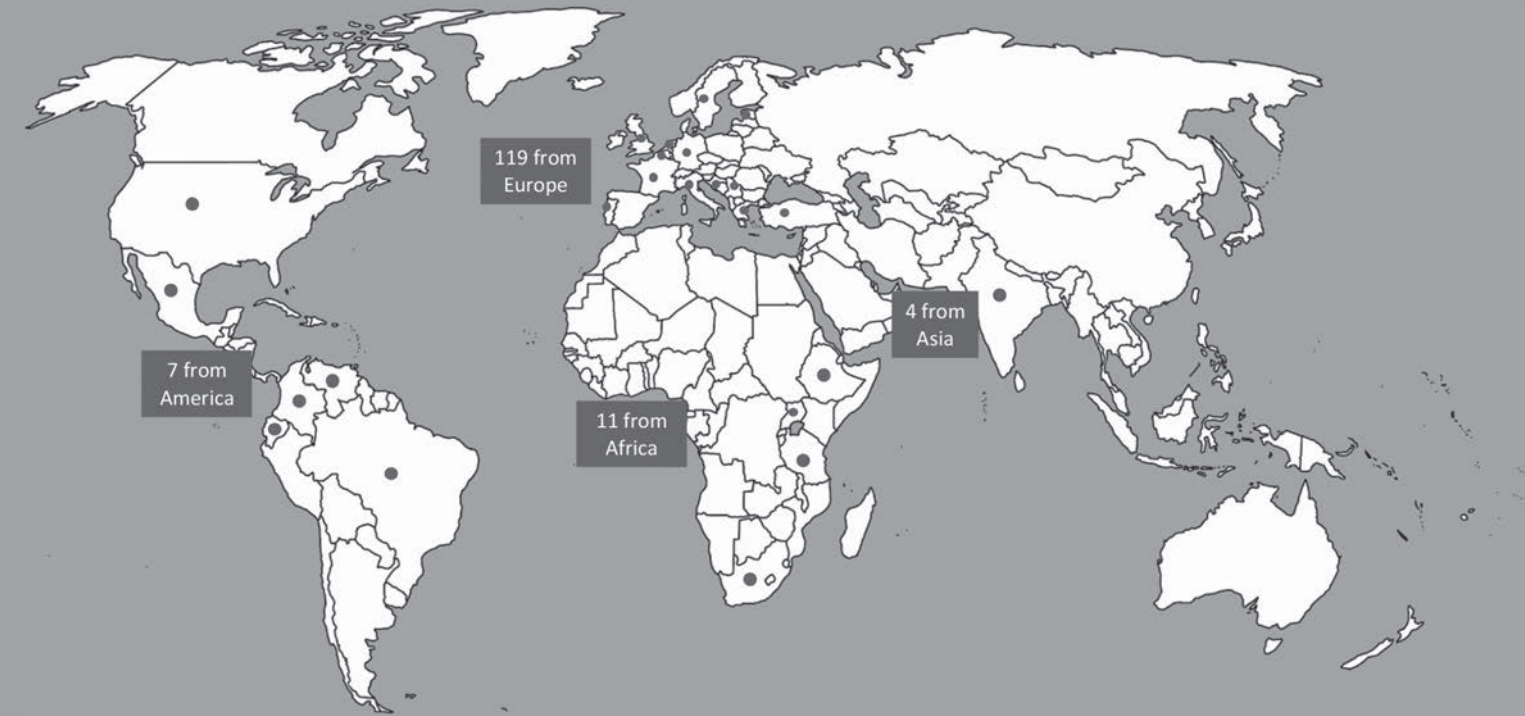 119 from
Europe
4 from
Asia
7 from
America
11 from
Africa